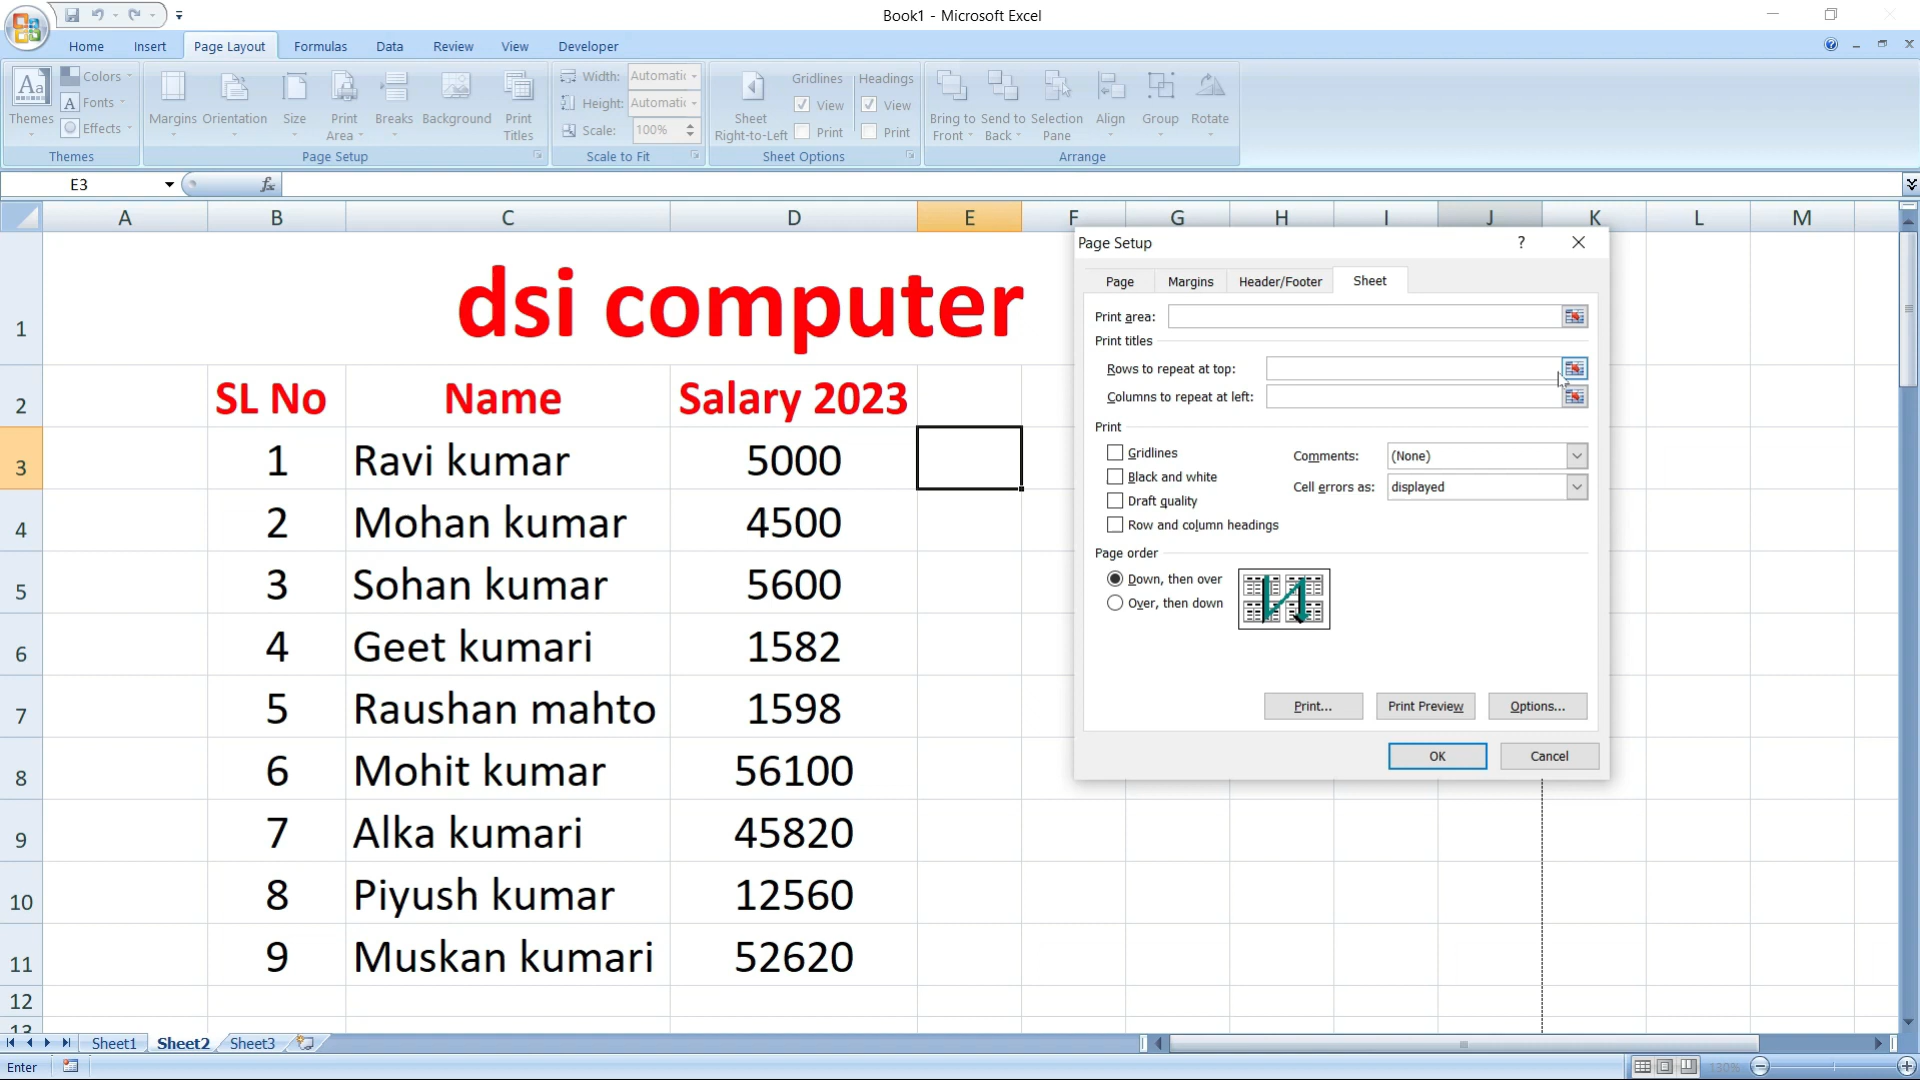 Book1 - Microsoft Excel
Home Insert Page Layout Formulas Data Review View Developer
Aa Themes
Colors
A Fonts
Effects
Themes
Margins Orientation Size Print Area Breaks Background Print Titles
Page Setup
Width: Automatic
Height: Automatic
Scale: 100%
Scale to Fit
Sheet Right-to-Left
Gridlines Headings
View View
Print Print
Sheet Options
Bring to Front Send to Back Selection Pane Align Group Rotate
Arrange
E3 fx
A B C D E F G H I J K L M
1 dsi computer
2 SL No Name Salary 2023
3 1 Ravi kumar 5000
4 2 Mohan kumar 4500
5 3 Sohan kumar 5600
6 4 Geet kumari 1582
7 5 Raushan mahto 1598
8 6 Mohit kumar 56100
9 7 Alka kumari 45820
10 8 Piyush kumar 12560
11 9 Muskan kumari 52620
12
13
Page Setup ?
Page Margins Header/Footer Sheet
Print area:
Print titles
Rows to repeat at top:
Columns to repeat at left:
Print
Gridlines Comments: (None)
Black and white Cell errors as: displayed
Draft quality
Row and column headings
Page order
Down, then over
Over, then down
Print... Print Preview Options...
OK Cancel
Sheet1 Sheet2 Sheet3
Enter 130%